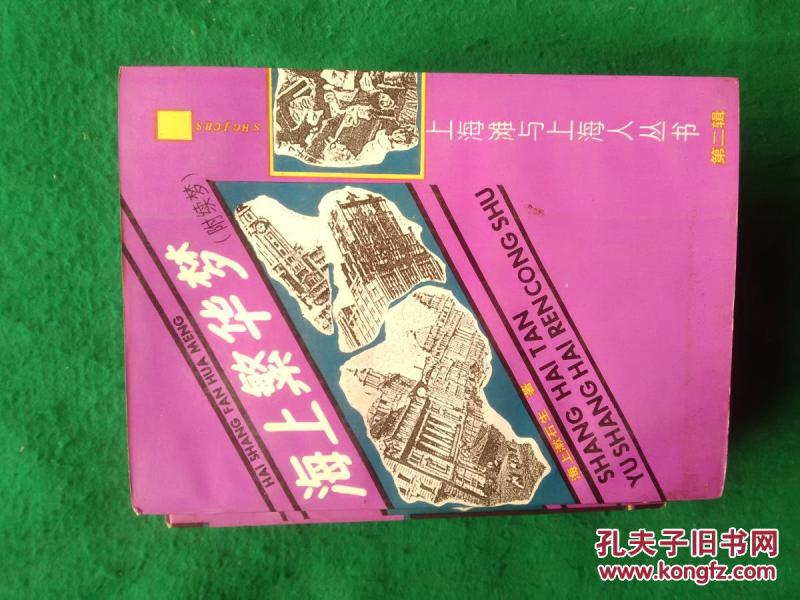 SHGJCBS
上海滩与上海人丛书
第二辑
(附续梦)
海上繁华梦
HAI SHANG FAN HUA MENG
海上漱石生 著
SHANG HAI TAN
YU SHANG HAI REN CONG SHU
孔夫子旧书网
www.kongfz.com